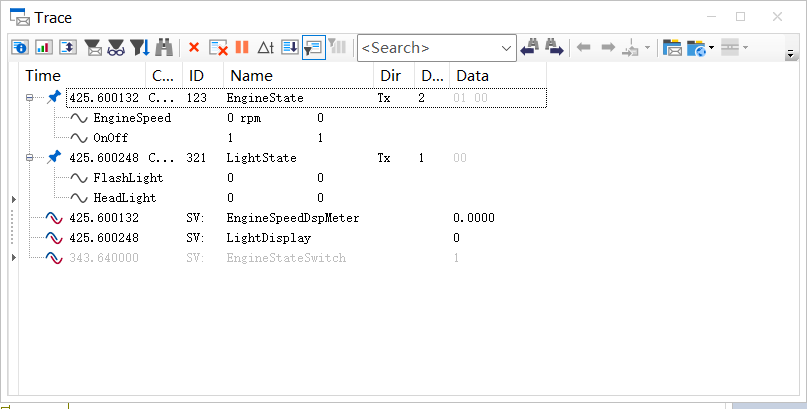 Trace
Δt <Search>
Time C... ID Name Dir D... Data
425.600132 C... 123 EngineState Tx 2 01 00
EngineSpeed 0 rpm 0
OnOff 1 1
425.600248 C... 321 LightState Tx 1 00
FlashLight 0 0
HeadLight 0 0
425.600132 SV: EngineSpeedDspMeter 0.0000
425.600248 SV: LightDisplay 0
343.640000 SV: EngineStateSwitch 1